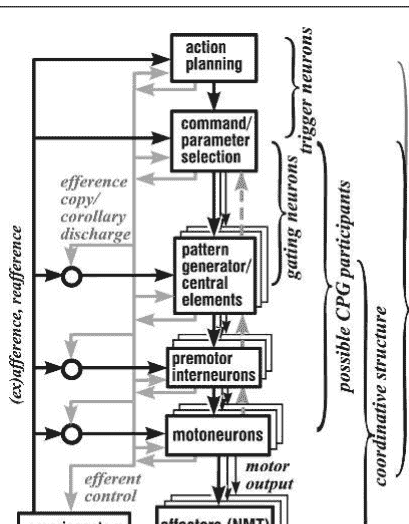 action
planning
trigger neurons
command/
parameter
selection
efference
copy/
corollary
discharge
gating neurons
(ex)afference, reafference
pattern
generator/
central
elements
possible CPG participants
coordinative structure
premotor
interneurons
motoneurons
efferent
control
motor
output
effectors (NMT)